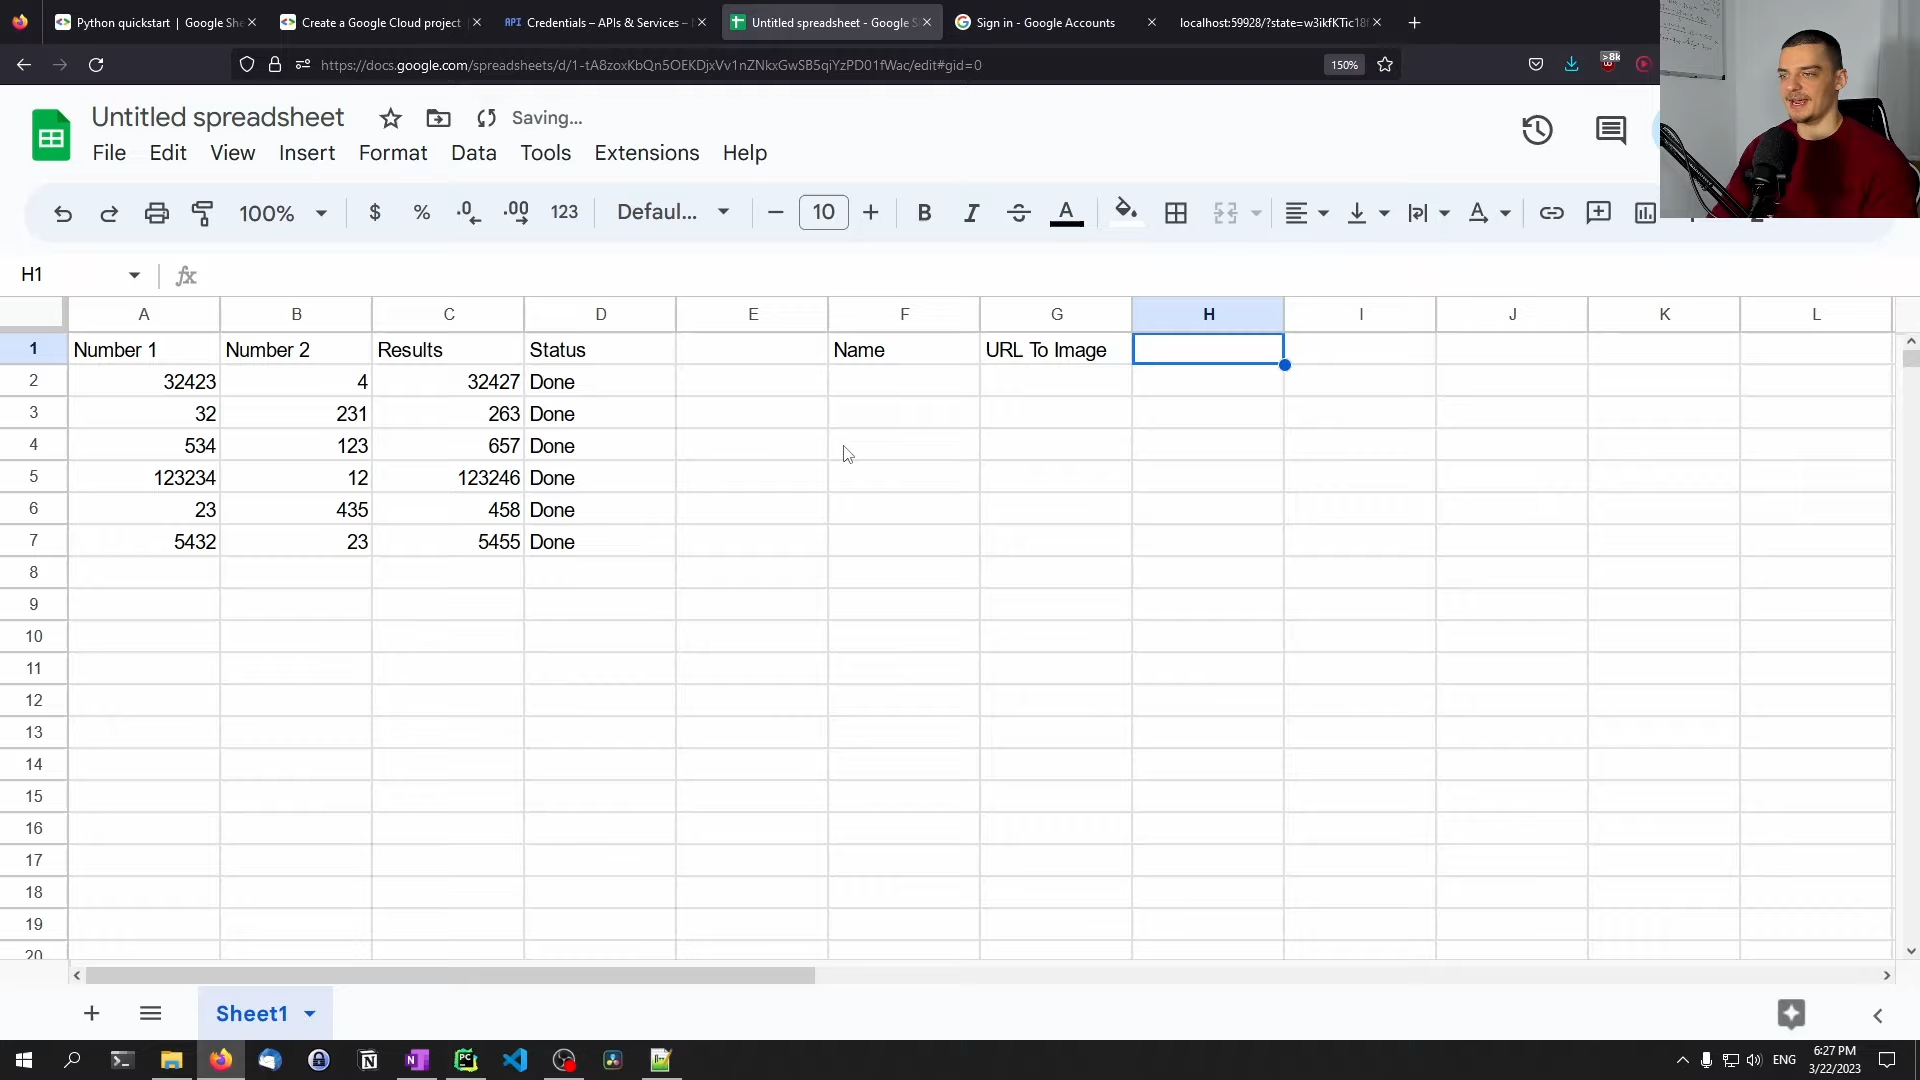 Python quickstart | Google She
Create a Google Cloud project
API Credentials – APIs & Services –
Untitled spreadsheet - Google S
Sign in - Google Accounts
localhost:59928/?state=w3ikfKTic18f
https://docs.google.com/spreadsheets/d/1-tA8zoxKbQn5OEKDjxVv1nZNkxGwSB5qiYzPD01fWac/edit#gid=0
150%
>8k
Untitled spreadsheet
Saving...
File Edit View Insert Format Data Tools Extensions Help
100% $ % .0 .00 123 Defaul... − 10 + B I S A
H1 fx
A B C D E F G H I J K L
1 Number 1 Number 2 Results Status Name URL To Image
2 32423 4 32427 Done
3 32 231 263 Done
4 534 123 657 Done
5 123234 12 123246 Done
6 23 435 458 Done
7 5432 23 5455 Done
8
9
10
11
12
13
14
15
16
17
18
19
20
Sheet1
ENG
6:27 PM
3/22/2023